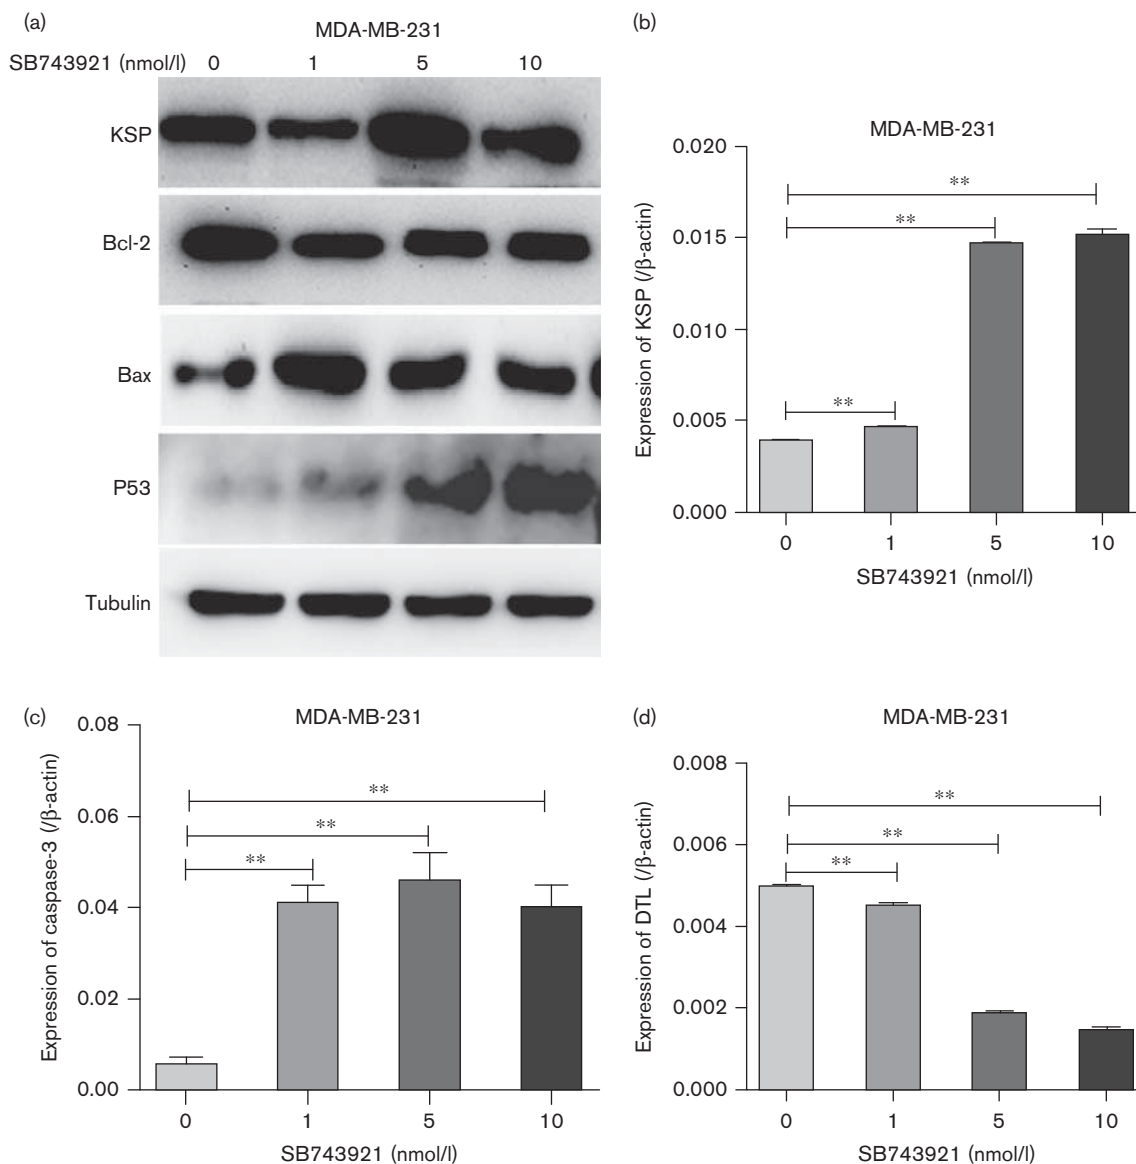 (a)
MDA-MB-231
SB743921 (nmol/l) 0 1 5 10
KSP
Bcl-2
Bax
P53
Tubulin
(b)
MDA-MB-231
Expression of KSP (/β-actin)
0.020
0.015
0.010
0.005
0.000
**
**
**
0 1 5 10
SB743921 (nmol/l)
(c)
MDA-MB-231
Expression of caspase-3 (/β-actin)
0.08
0.06
0.04
0.02
0.00
**
**
**
0 1 5 10
SB743921 (nmol/l)
(d)
MDA-MB-231
Expression of DTL (/β-actin)
0.008
0.006
0.004
0.002
0.000
**
**
**
0 1 5 10
SB743921 (nmol/l)